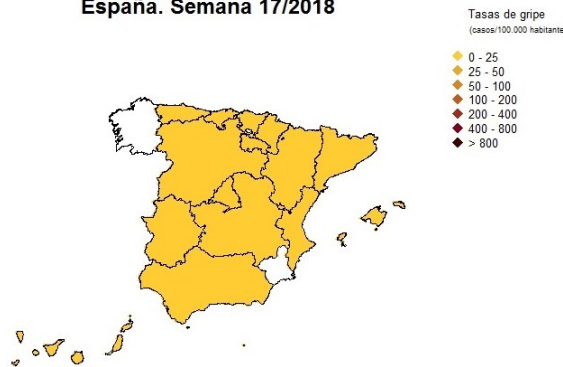 España. Semana 17/2018
Tasas de gripe
(casos/100.000 habitante
0 - 25
25 - 50
50 - 100
100 - 200
200 - 400
400 - 800
> 800